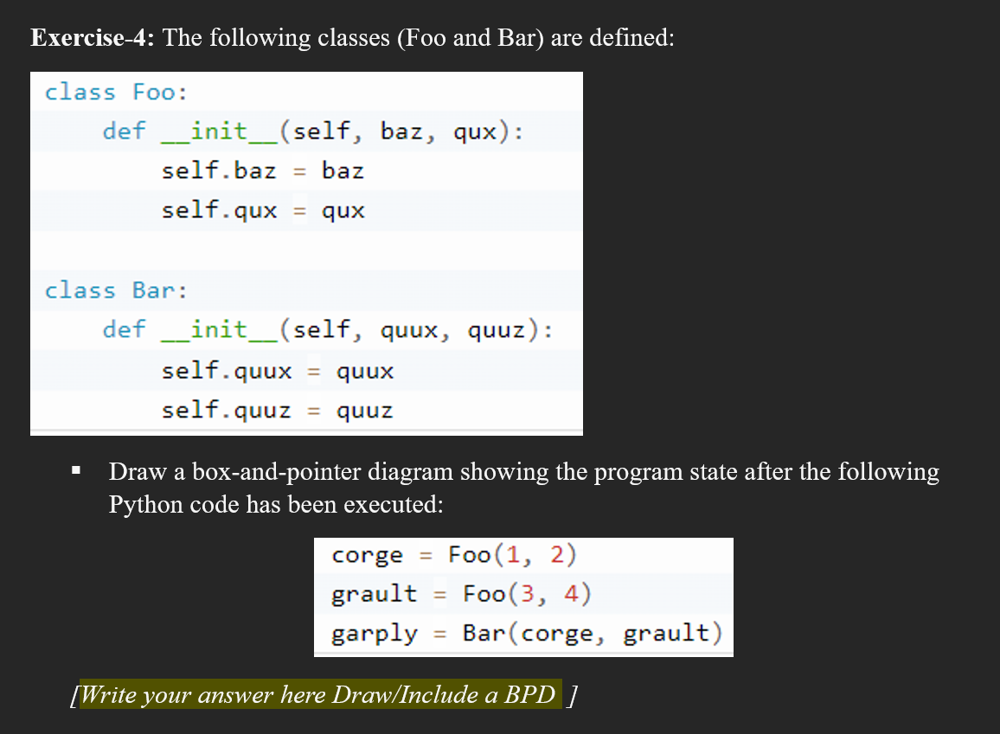 Exercise-4: The following classes (Foo and Bar) are defined:
class Foo:
    def __init__(self, baz, qux):
        self.baz = baz
        self.qux = qux
class Bar:
    def __init__(self, quux, quuz):
        self.quux = quux
        self.quuz = quuz
▪ Draw a box-and-pointer diagram showing the program state after the following
Python code has been executed:
corge = Foo(1, 2)
grault = Foo(3, 4)
garply = Bar(corge, grault)
[Write your answer here Draw/Include a BPD ]